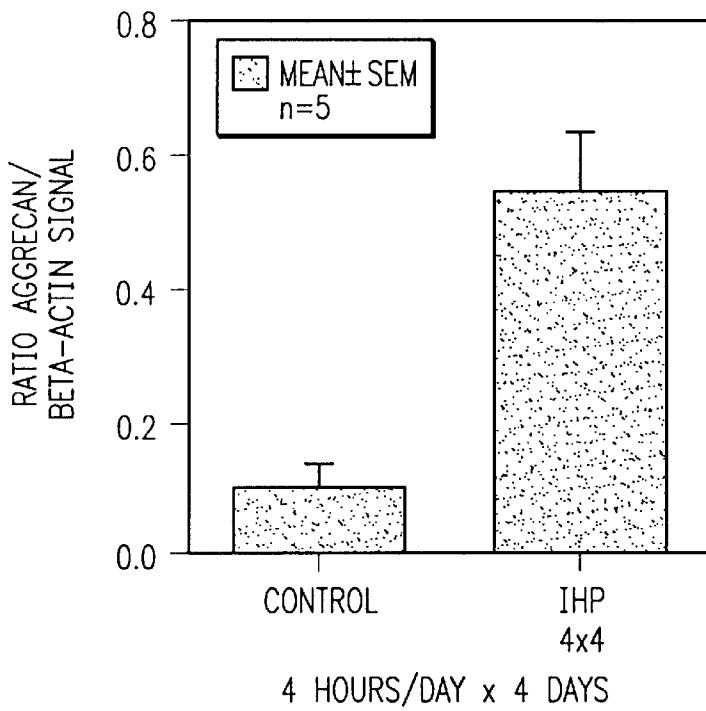 RATIO AGGRECAN/
BETA-ACTIN SIGNAL
0.8
0.6
0.4
0.2
0.0
MEAN± SEM
n=5
CONTROL
IHP
4x4
4 HOURS/DAY x 4 DAYS